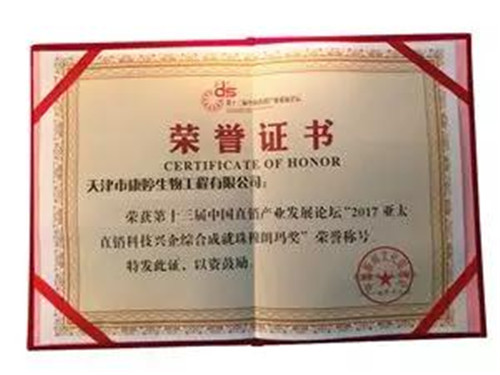 ds
荣誉证书
CERTIFICATE OF HONOR
天津市康婷生物工程有限公司：
荣获第十三届中国直销产业发展论坛“2017亚太
直销科技兴企综合成就珠穆朗玛奖”荣誉称号
特发此证，以资鼓励。